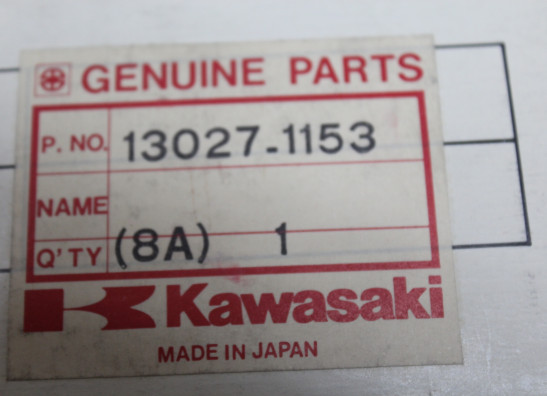 GENUINE PARTS
P. NO. 13027-1153
NAME
Q'TY (8A) 1
Kawasaki
MADE IN JAPAN